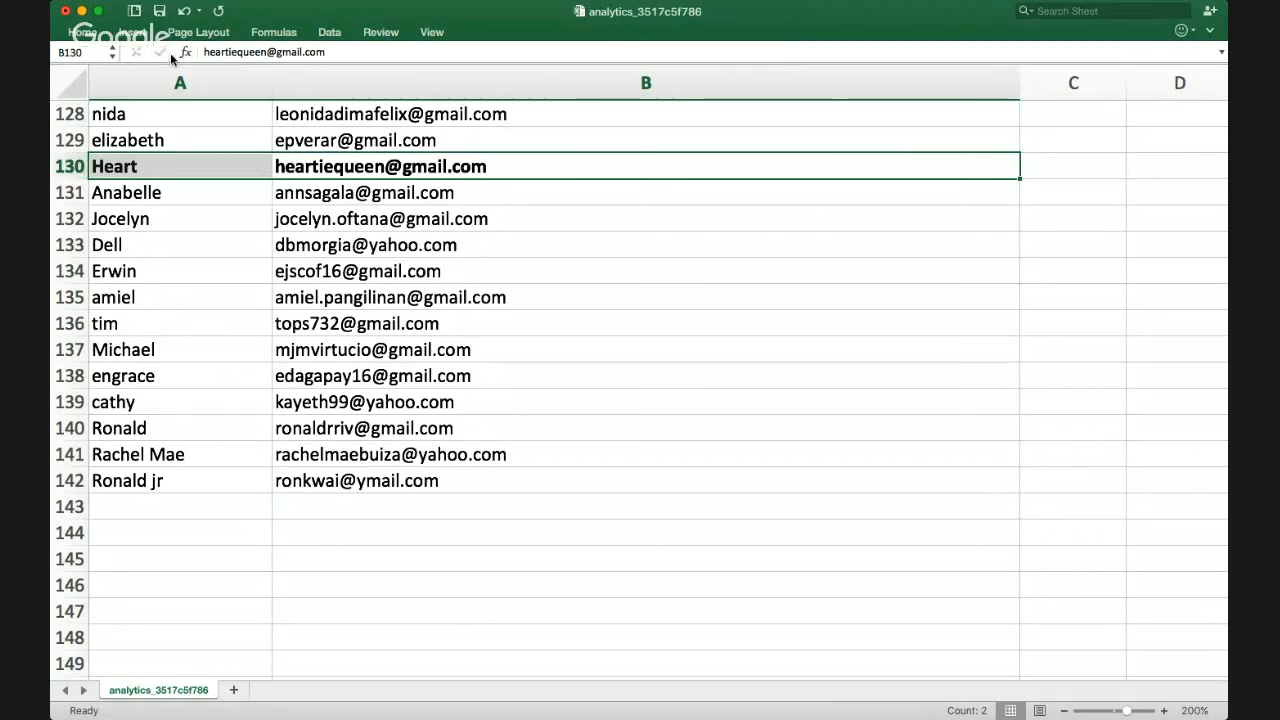 analytics_3517c5f786
Search Sheet
Home Insert Page Layout Formulas Data Review View
Google
B130 fx heartiequeen@gmail.com
A B C D
128 nida leonidadimafelix@gmail.com
129 elizabeth epverar@gmail.com
130 Heart heartiequeen@gmail.com
131 Anabelle annsagala@gmail.com
132 Jocelyn jocelyn.oftana@gmail.com
133 Dell dbmorgia@yahoo.com
134 Erwin ejscof16@gmail.com
135 amiel amiel.pangilinan@gmail.com
136 tim tops732@gmail.com
137 Michael mjmvirtucio@gmail.com
138 engrace edagapay16@gmail.com
139 cathy kayeth99@yahoo.com
140 Ronald ronaldrriv@gmail.com
141 Rachel Mae rachelmaebuiza@yahoo.com
142 Ronald jr ronkwai@ymail.com
143
144
145
146
147
148
149
analytics_3517c5f786 +
Ready Count: 2 200%